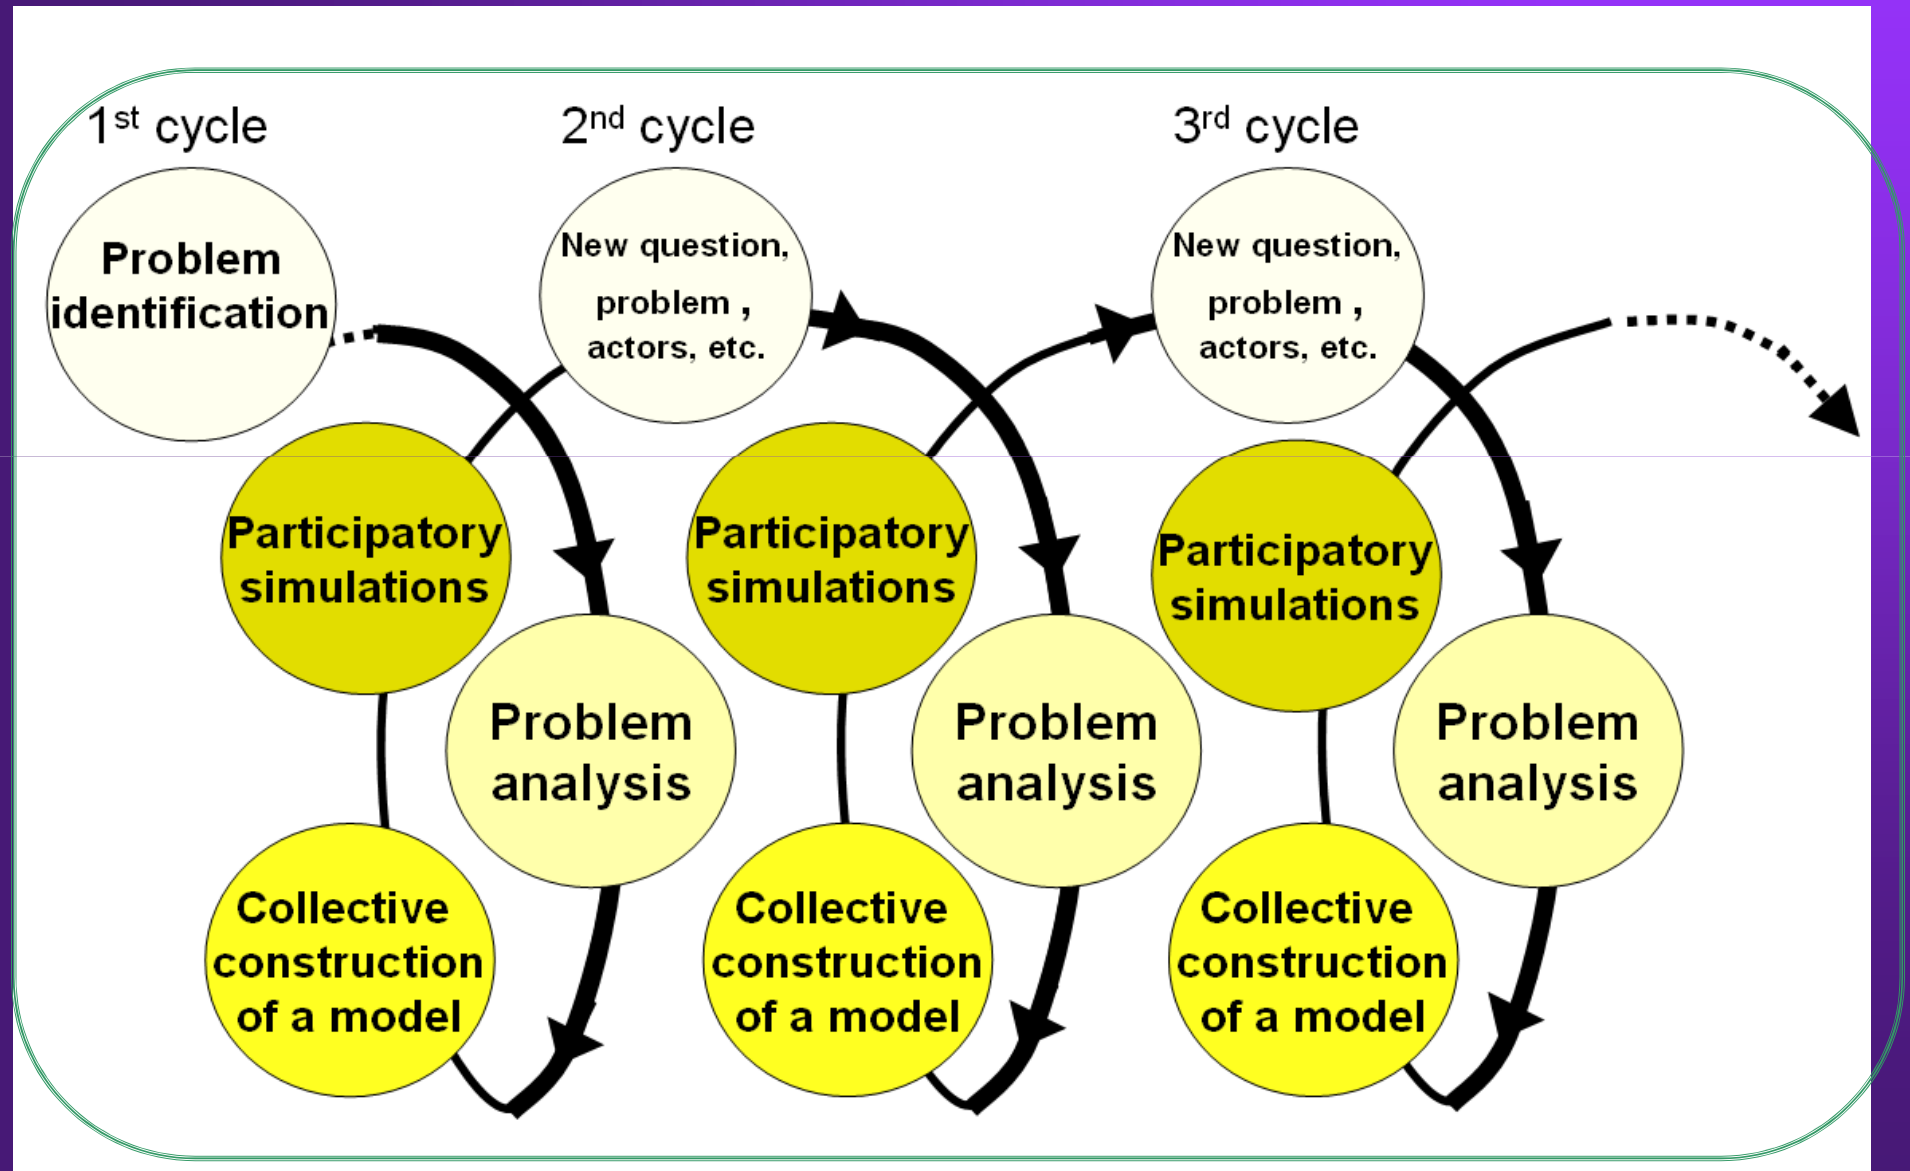 1st cycle
2nd cycle
3rd cycle
Problem
identification
New question,
problem ,
actors, etc.
New question,
problem ,
actors, etc.
Participatory
simulations
Participatory
simulations
Participatory
simulations
Problem
analysis
Problem
analysis
Problem
analysis
Collective
construction
of a model
Collective
construction
of a model
Collective
construction
of a model